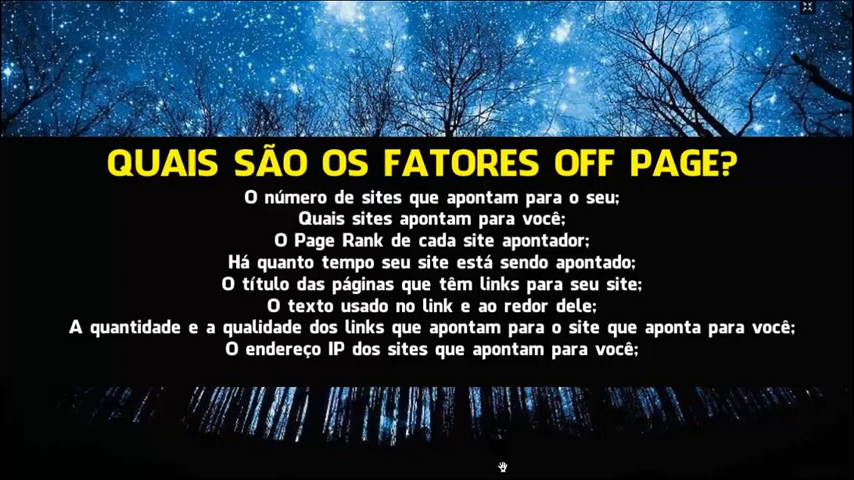 QUAIS SÃO OS FATORES OFF PAGE?
O número de sites que apontam para o seu;
Quais sites apontam para você;
O Page Rank de cada site apontador;
Há quanto tempo seu site está sendo apontado;
O título das páginas que têm links para seu site;
O texto usado no link e ao redor dele;
A quantidade e a qualidade dos links que apontam para o site que aponta para você;
O endereço IP dos sites que apontam para você;